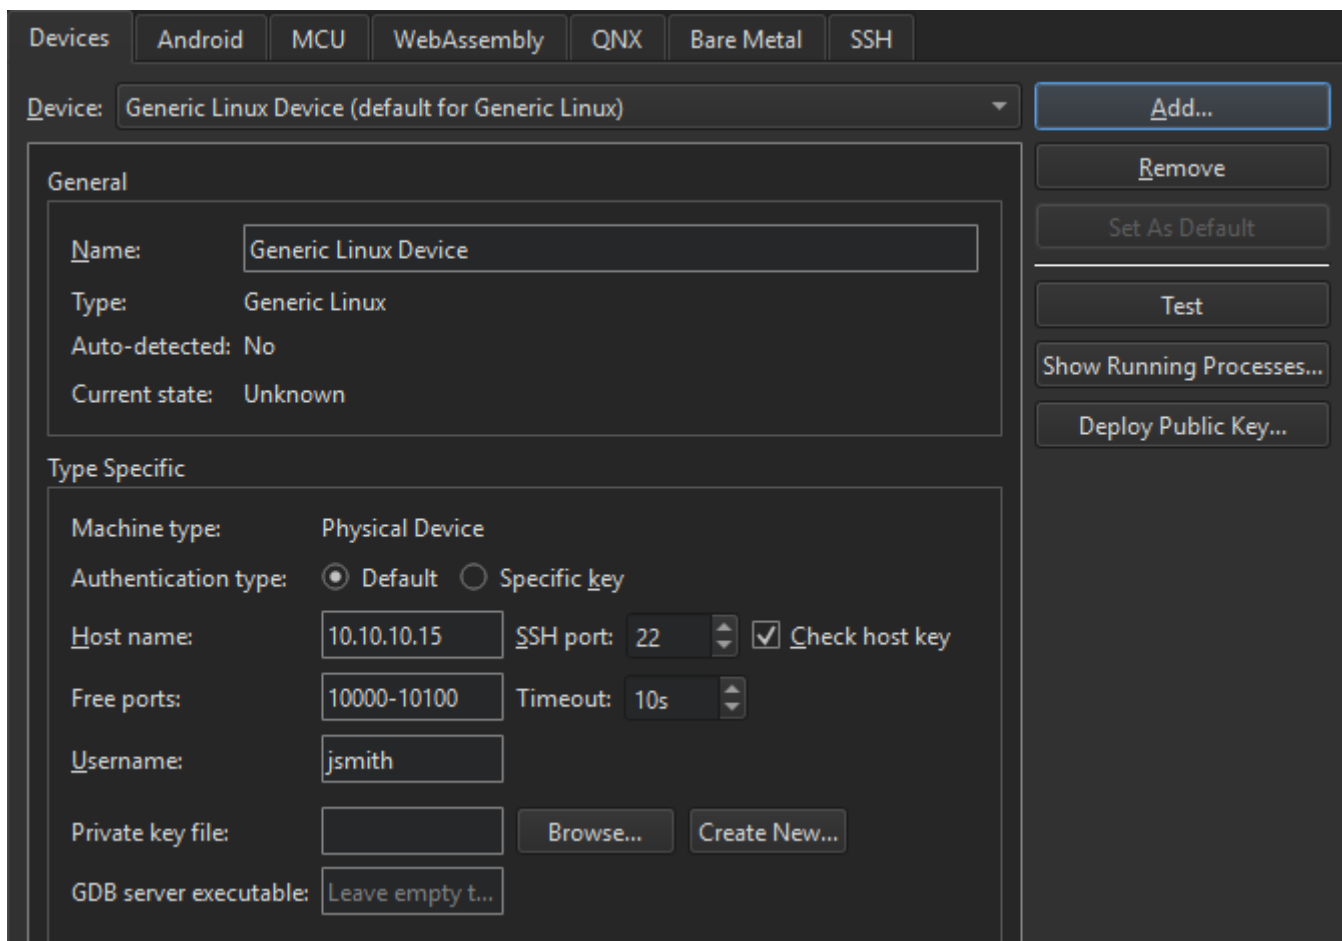 Devices Android MCU WebAssembly QNX Bare Metal SSH
Device: Generic Linux Device (default for Generic Linux) Add...
Remove
General
Set As Default
Name: Generic Linux Device
Type: Generic Linux
Test
Auto-detected: No
Show Running Processes...
Current state: Unknown
Deploy Public Key...
Type Specific
Machine type: Physical Device
Authentication type: Default Specific key
Host name: 10.10.10.15 SSH port: 22 Check host key
Free ports: 10000-10100 Timeout: 10s
Username: jsmith
Private key file: Browse... Create New...
GDB server executable: Leave empty t...